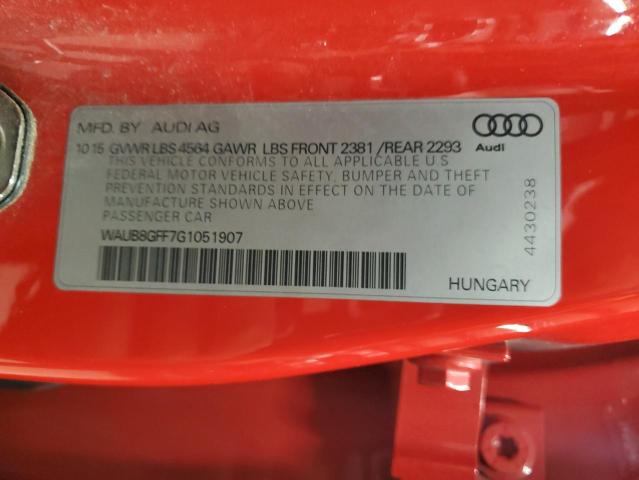 MFD. BY AUDI AG
Audi
10 15 GVWR LBS 4564 GAWR LBS FRONT 2381 /REAR 2293
THIS VEHICLE CONFORMS TO ALL APPLICABLE U S
FEDERAL MOTOR VEHICLE SAFETY, BUMPER AND THEFT
PREVENTION STANDARDS IN EFFECT ON THE DATE OF
MANUFACTURE SHOWN ABOVE
PASSENGER CAR
WAUB8GFF7G1051907
HUNGARY
4430238